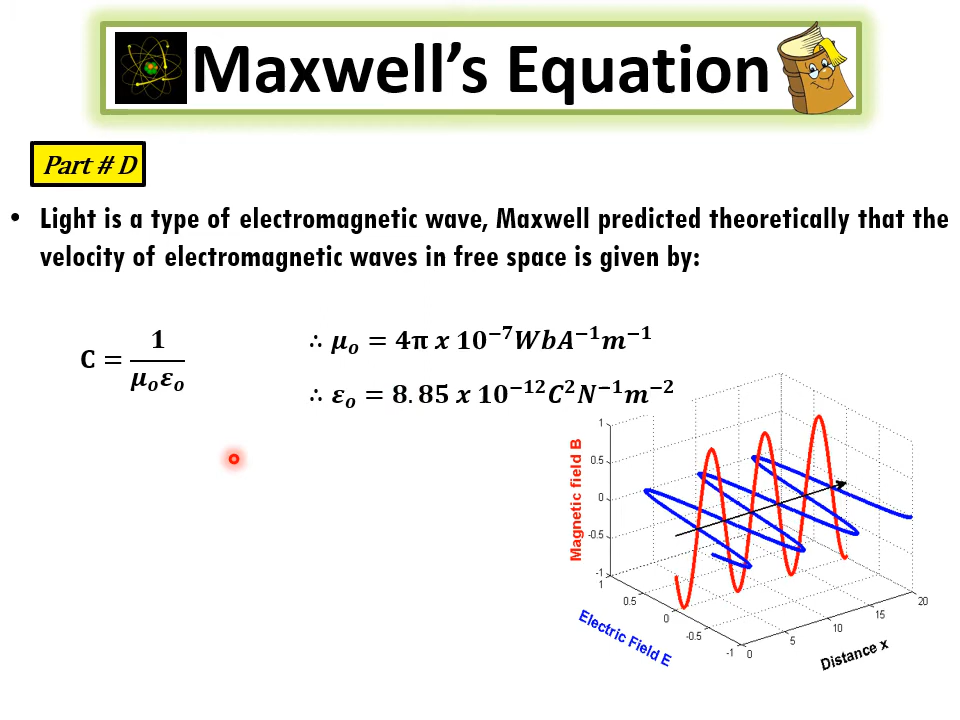 Maxwell's Equation
Part # D
• Light is a type of electromagnetic wave, Maxwell predicted theoretically that the
velocity of electromagnetic waves in free space is given by:
C = 1/(μₒεₒ)
∴ μₒ = 4π x 10⁻⁷WbA⁻¹m⁻¹
∴ εₒ = 8.85 x 10⁻¹²C²N⁻¹m⁻²
Magnetic field B
1
0.5
0
-0.5
-1
1
0.5
0
-0.5
-1
Electric Field E
0
5
10
15
20
Distance x